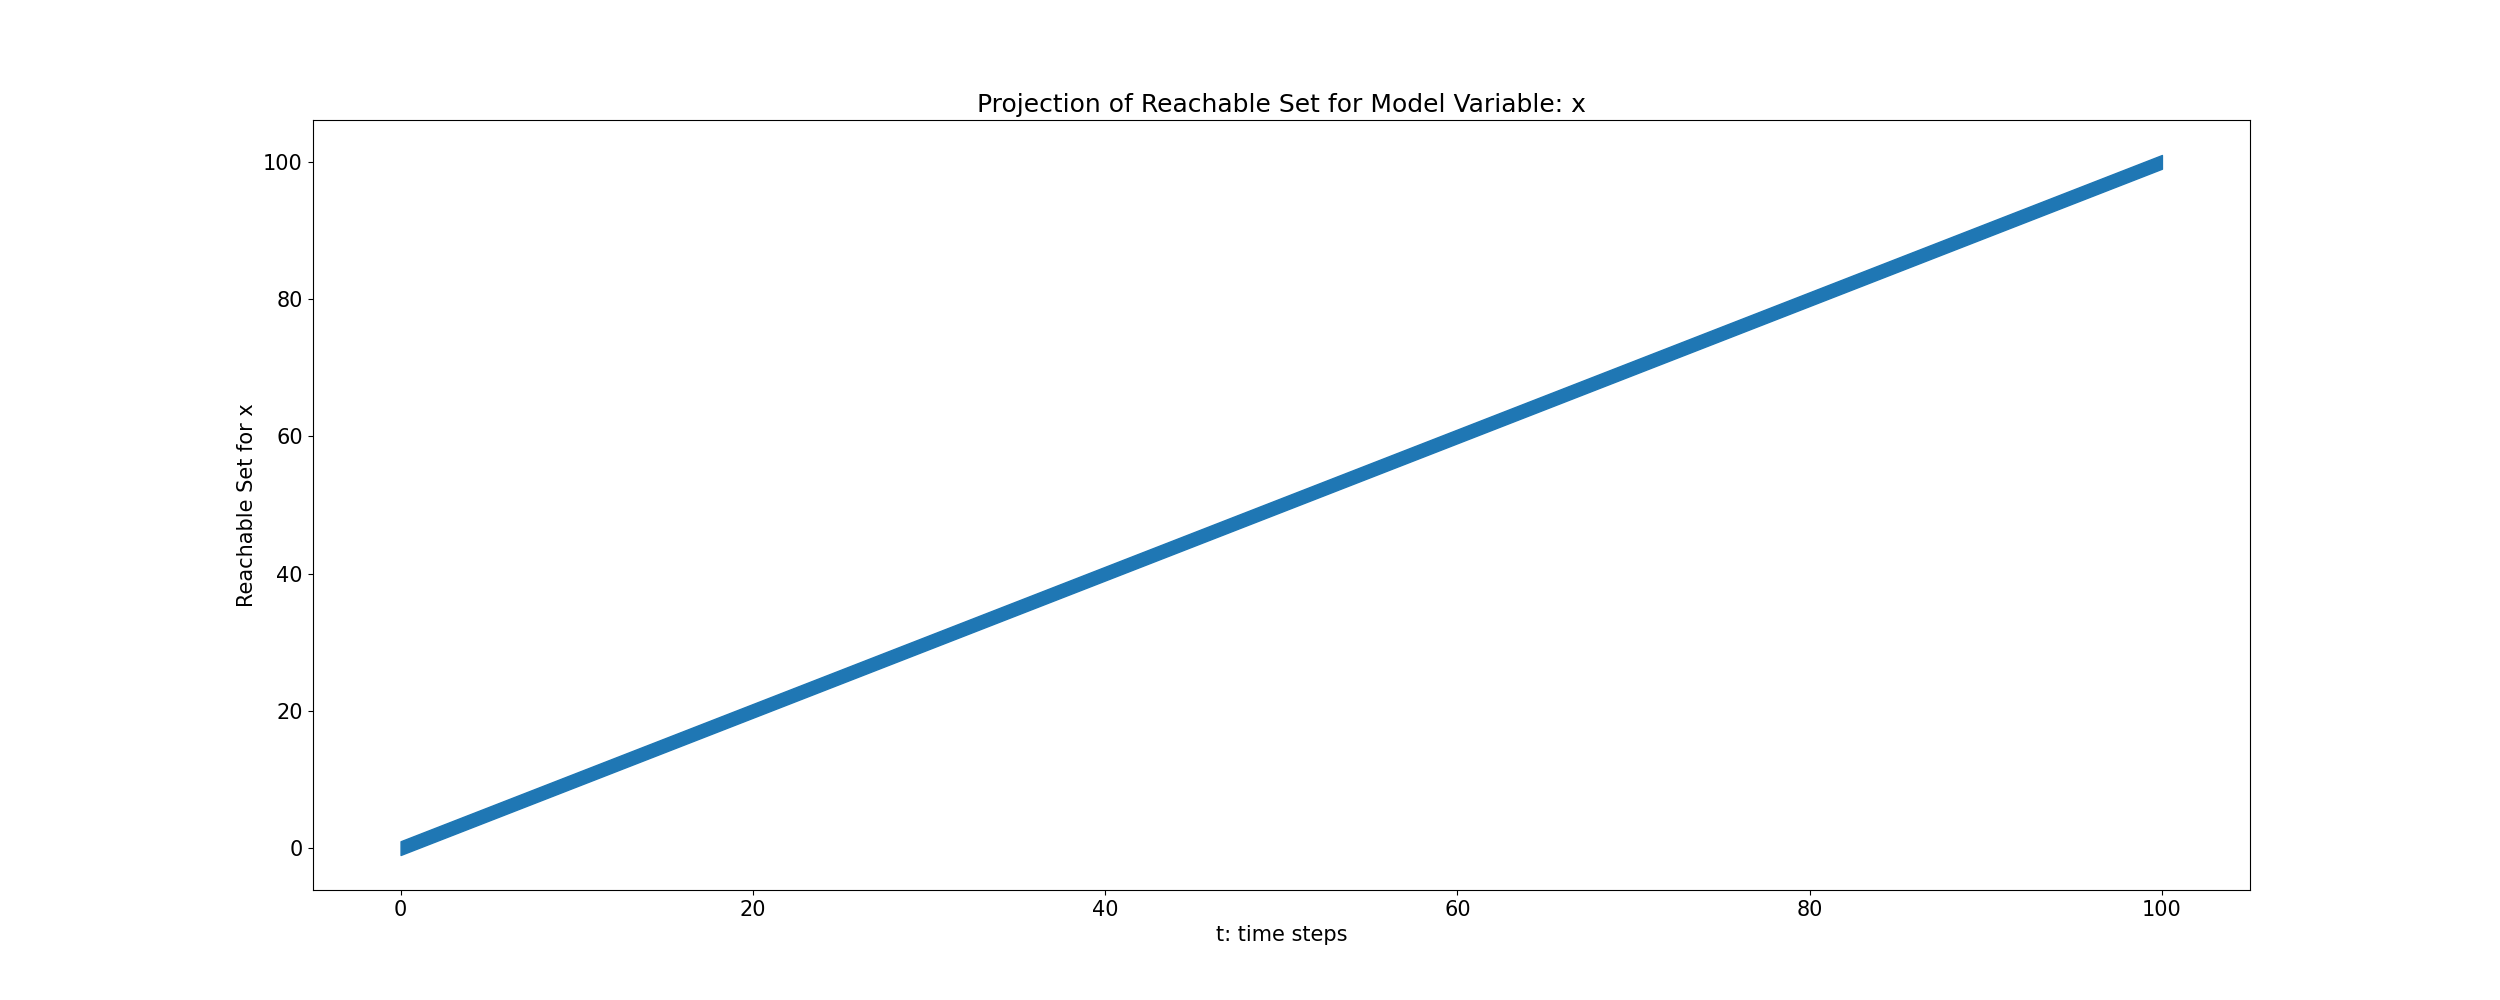 Projection of Reachable Set for Model Variable: x
100
80
60
40
20
0
Reachable Set for x
0 20 40 60 80 100
t: time steps